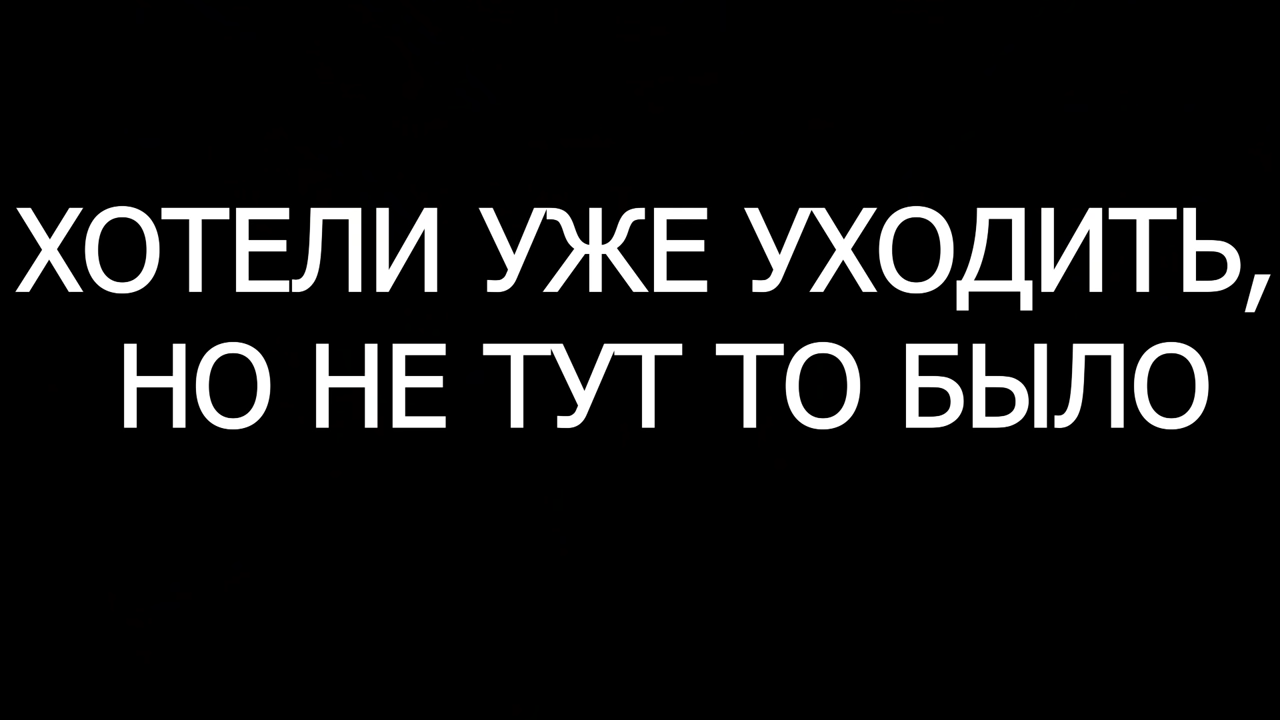 ХОТЕЛИ УЖЕ УХОДИТЬ,
НО НЕ ТУТ ТО БЫЛО